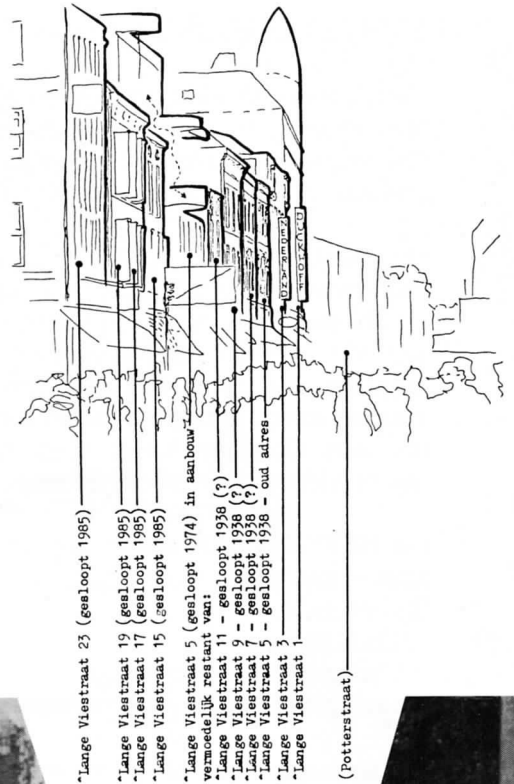 ^Lange Viestraat 23 (gesloopt 1985)
^Lange Viestraat 19 (gesloopt 1985)
^Lange Viestraat 17 (gesloopt 1985)
^Lange Viestraat 15 (gesloopt 1985)
^Lange Viestraat 5 (gesloopt 1974) in aanbouw
vermoedelijk restant van:
^Lange Viestraat 11 - gesloopt 1938 (?)
^Lange Viestraat 9 - gesloopt 1938 (?)
^Lange Viestraat 7 - gesloopt 1938 (?)
^Lange Viestraat 5 - gesloopt 1938 - oud adres
^Lange Viestraat 3
^Lange Viestraat 1
(Potterstraat)
NEDERLAND
DUCKHOFF